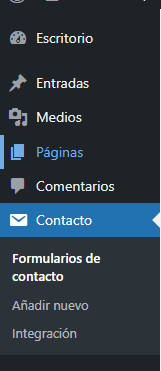 Escritorio
Entradas
Medios
Páginas
Comentarios
Contacto
Formularios de
contacto
Añadir nuevo
Integración